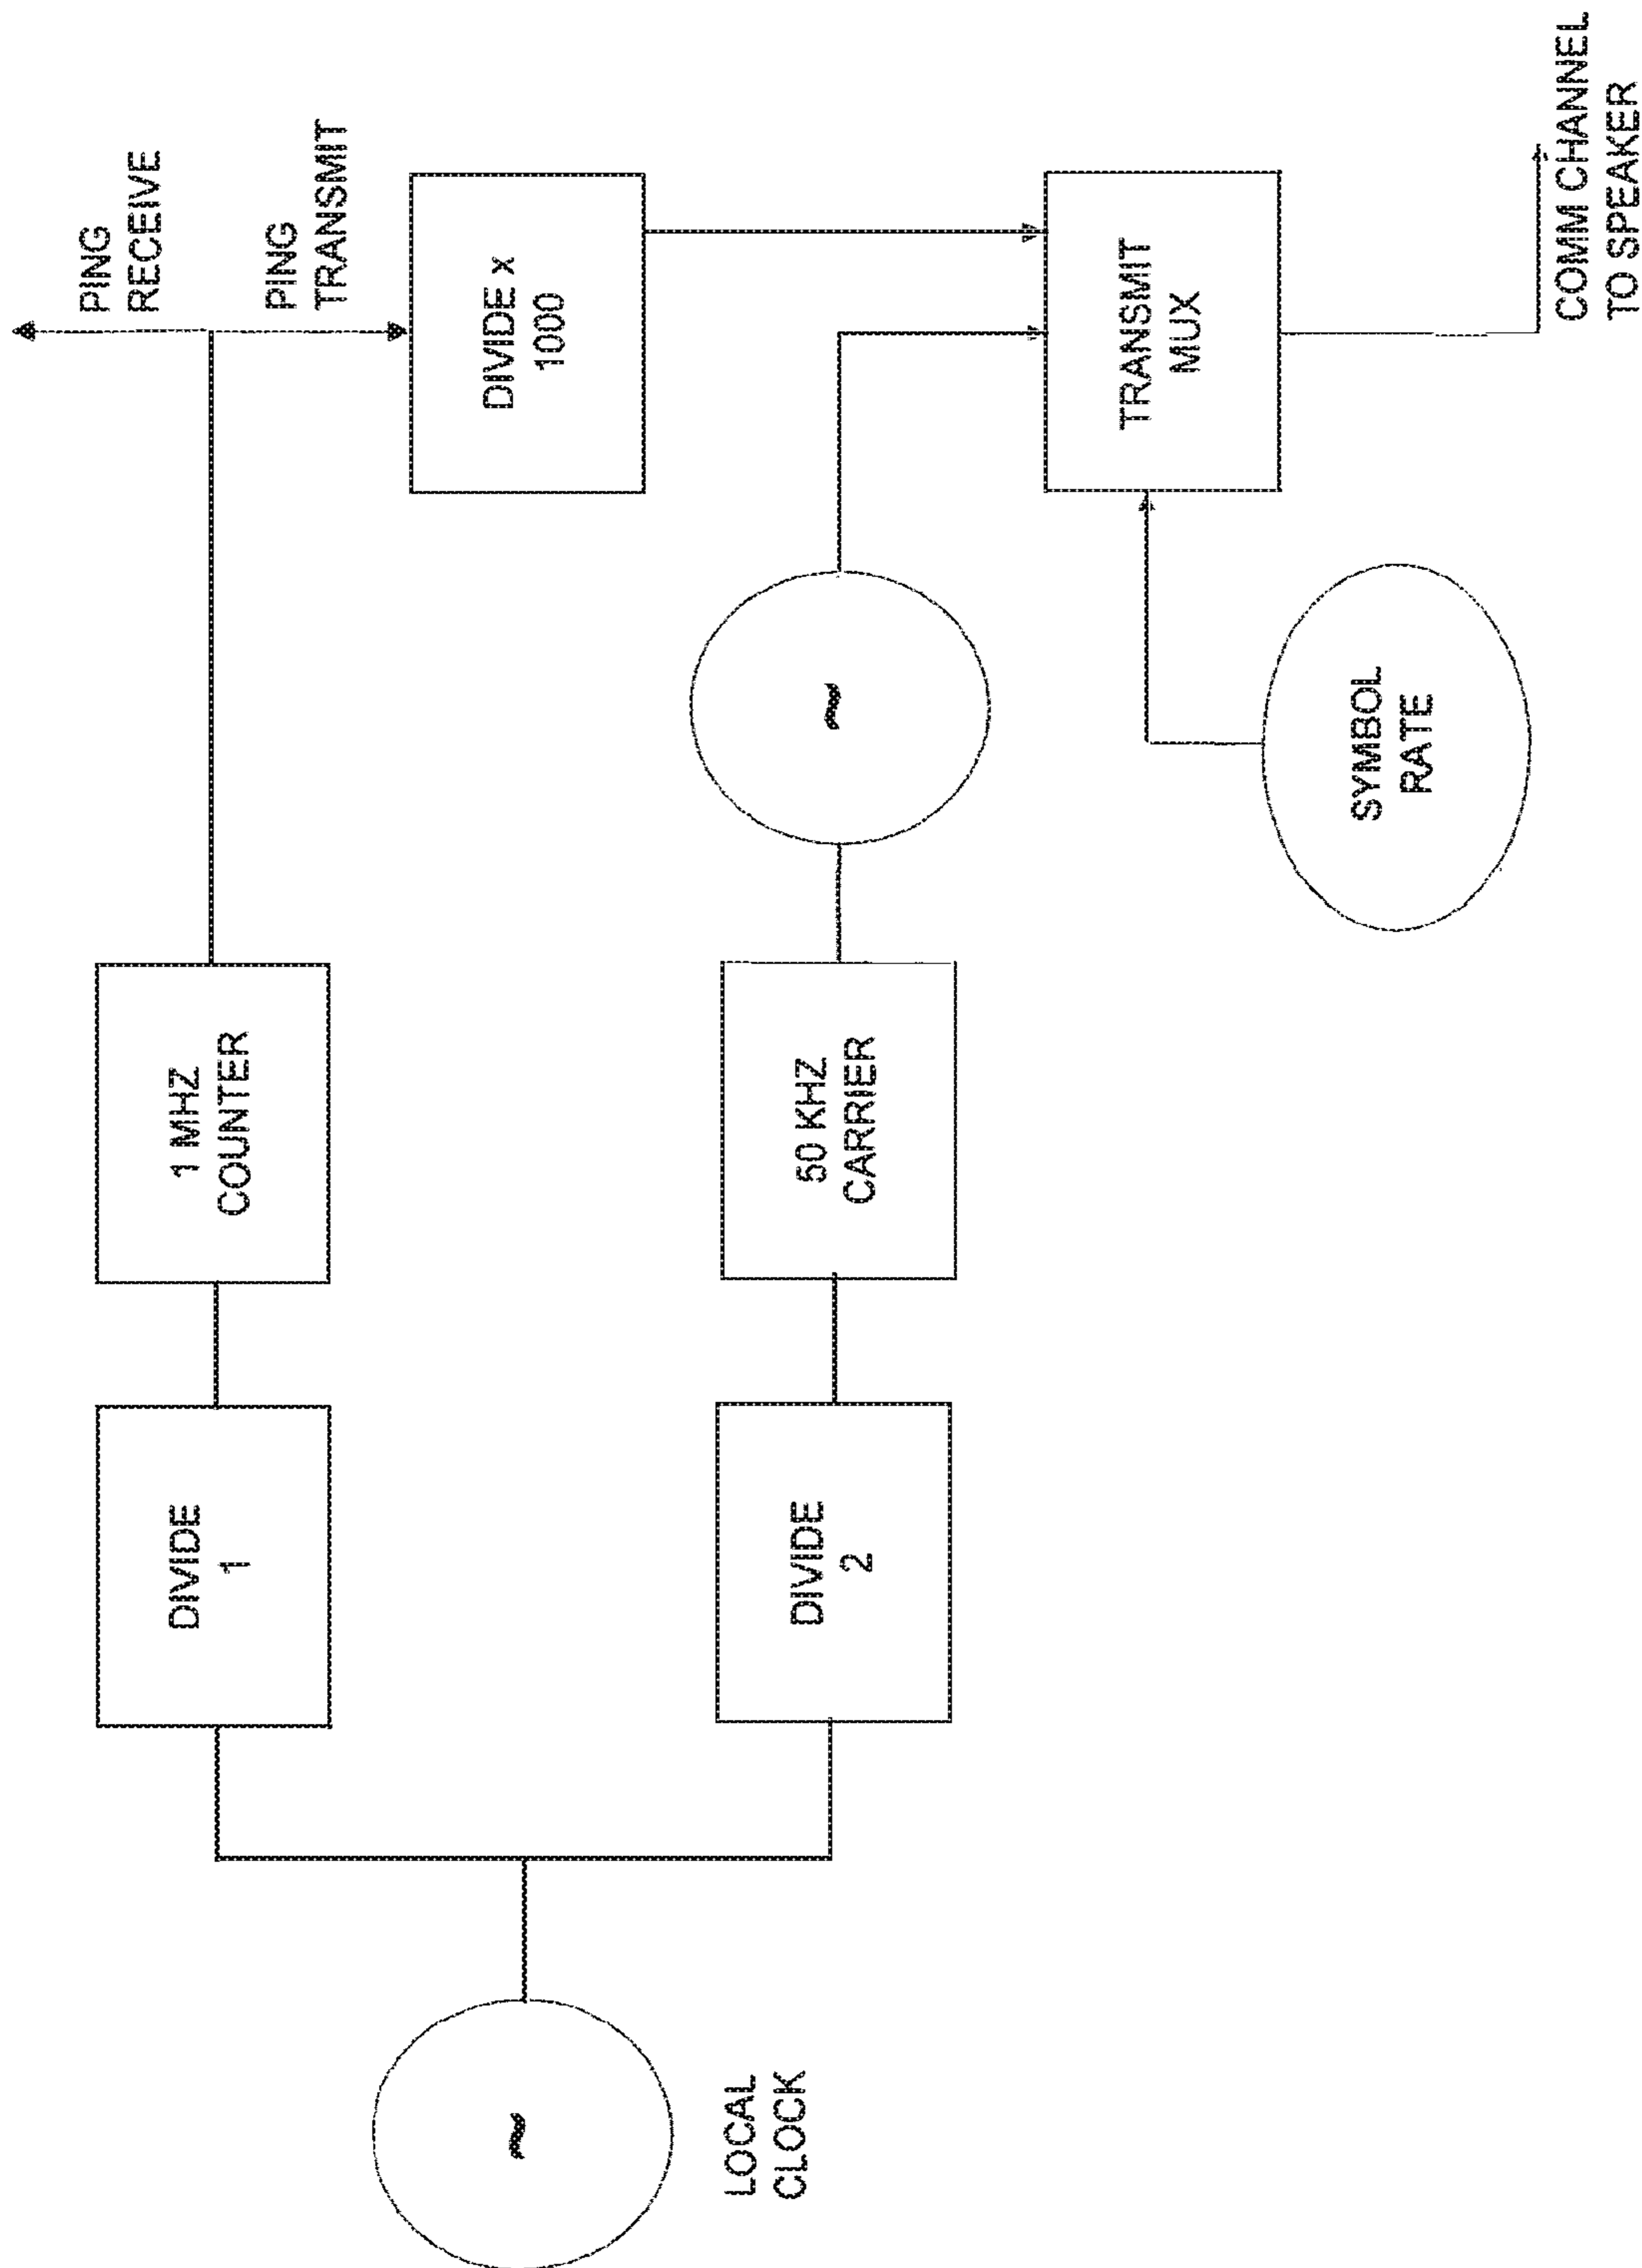 LOCAL
CLOCK
DIVIDE
1
1 MHZ
COUNTER
PING
RECEIVE
PING
TRANSMIT
DIVIDE x
1000
DIVIDE
2
50 KHZ
CARRIER
~
~
TRANSMIT
MUX
SYMBOL
RATE
COMM CHANNEL
TO SPEAKER